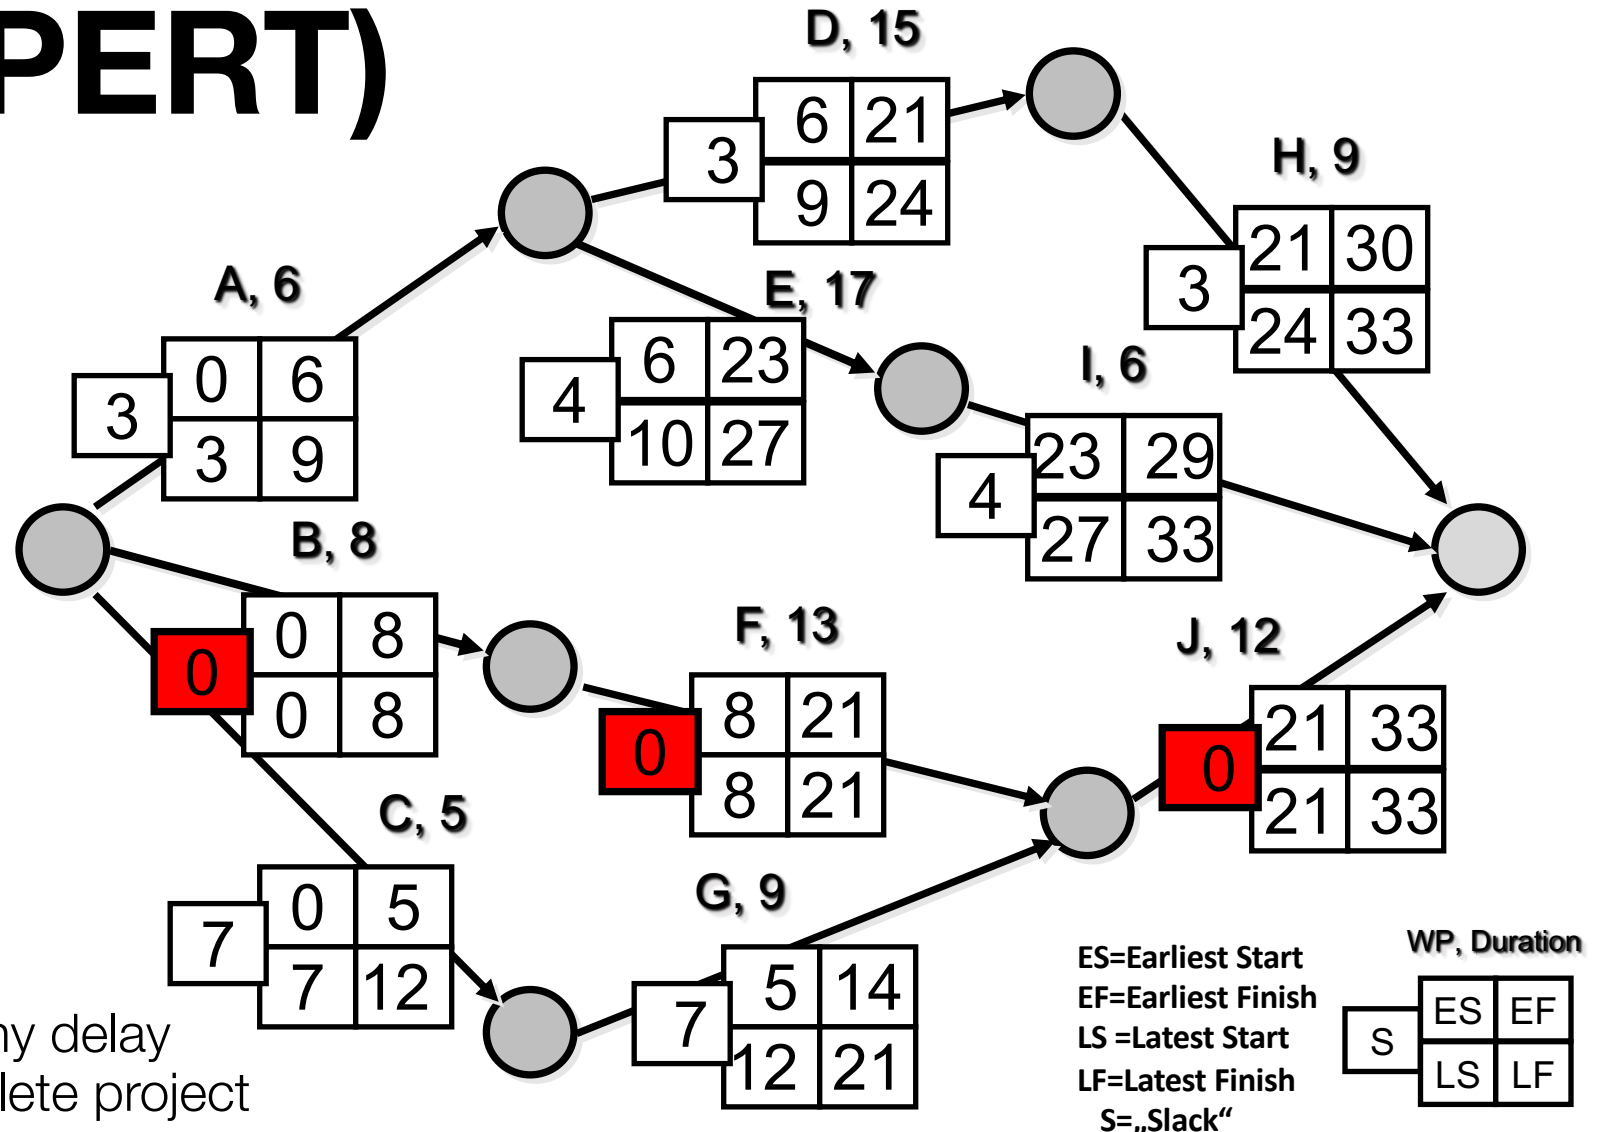 PERT)
D, 15
6 21
3
9 24
H, 9
21 30
3
24 33
A, 6
0 6
3
3 9
E, 17
6 23
4
10 27
I, 6
23 29
4
27 33
B, 8
0 8
0
0 8
F, 13
8 21
0
8 21
J, 12
21 33
0
21 33
C, 5
0 5
7
7 12
G, 9
5 14
7
12 21
delay
project
ES=Earliest Start
EF=Earliest Finish
LS =Latest Start
LF=Latest Finish
S=„Slack“
WP, Duration
ES EF
S
LS LF